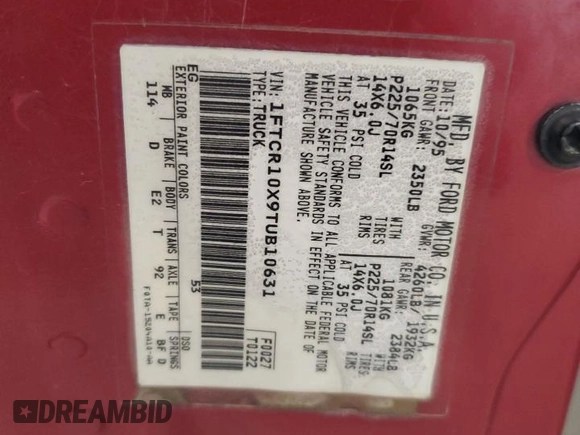 MFD. BY FORD MOTOR CO. IN U.S.A.
DATE: 10/95 GVWR: 4260LB/ 1932KG
FRONT GAWR: 2350LB REAR GAWR: 2384LB
1065KG WITH 1081KG WITH
P225/70R14SL TIRES P225/70R14SL TIRES
14X6.0J RIMS 14X6.0J RIMS
AT 35 PSI COLD AT 35 PSI COLD
THIS VEHICLE CONFORMS TO ALL APPLICABLE FEDERAL MOTOR
VEHICLE SAFETY STANDARDS IN EFFECT ON THE DATE OF
MANUFACTURE SHOWN ABOVE.
VIN: 1FTCR10X9TUB10631 F0027
TYPE: TRUCK T0122
EXTERIOR PAINT COLORS DSO
EG 53
WB BRAKE BODY TRANS AXLE TAPE SPRINGS
114 D E2 T 92 E BF D
DREAMBID